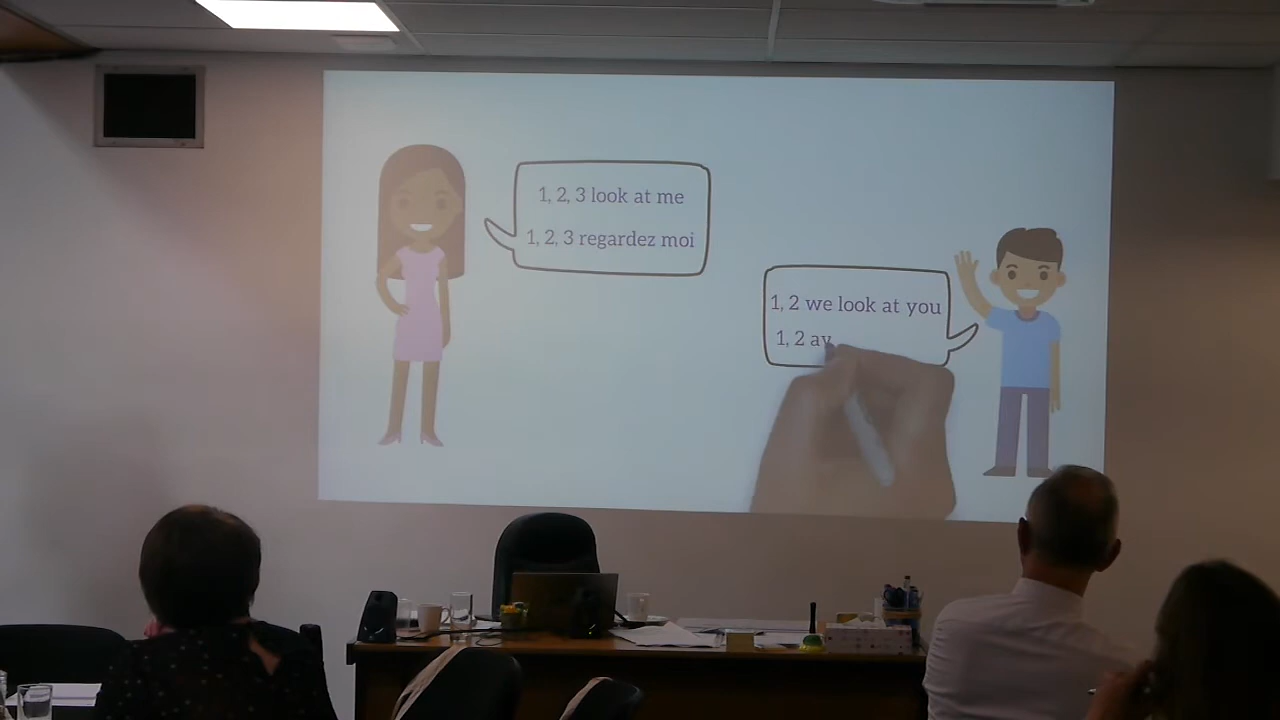 1, 2, 3 look at me
1, 2, 3 regardez moi
1, 2 we look at you
1, 2 av